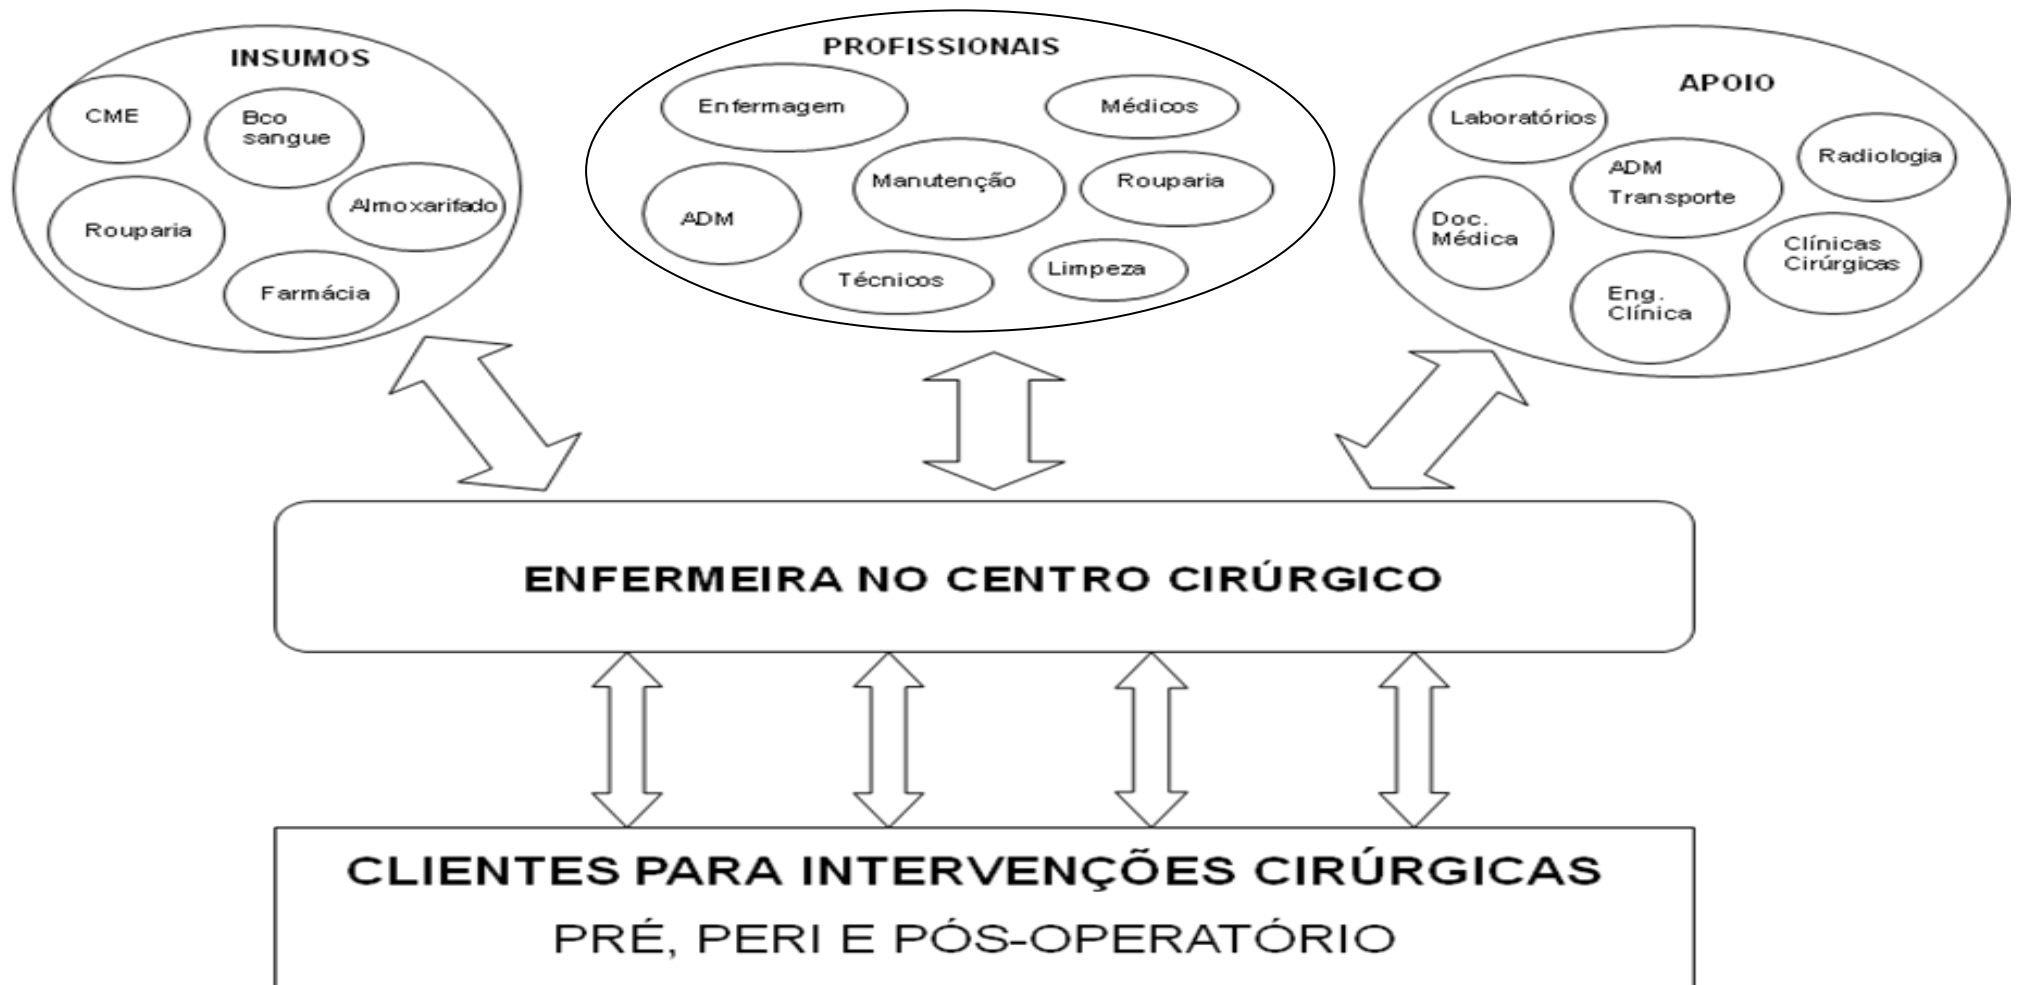 INSUMOS
CME
Bco
sangue
Almoxarifado
Rouparia
Farmácia
PROFISSIONAIS
Enfermagem
Médicos
Manutenção
Rouparia
ADM
Técnicos
Limpeza
APOIO
Laboratórios
ADM
Transporte
Radiologia
Doc.
Médica
Clínicas
Cirúrgicas
Eng.
Clínica
ENFERMEIRA NO CENTRO CIRÚRGICO
CLIENTES PARA INTERVENÇÕES CIRÚRGICAS
PRÉ, PERI E PÓS-OPERATÓRIO